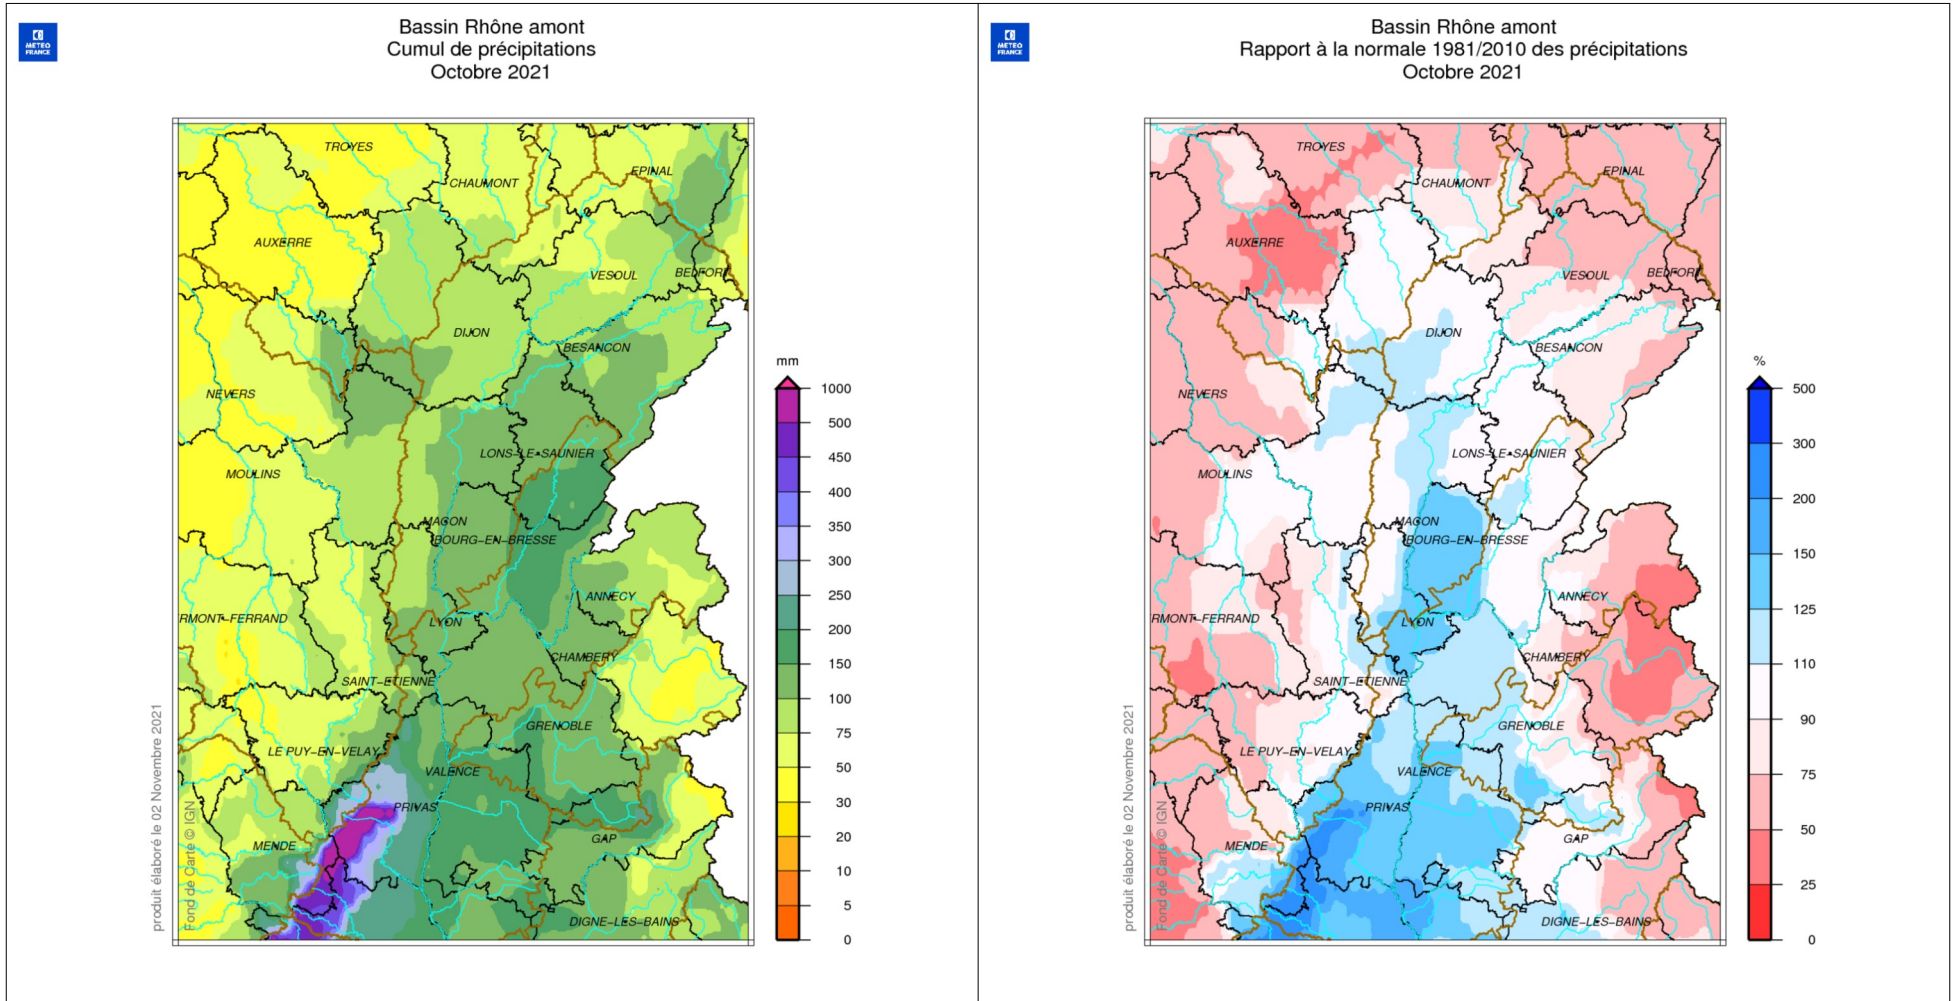 METEO
FRANCE
Bassin Rhône amont
Cumul de précipitations
Octobre 2021
TROYES
CHAUMONT
EPINAL
AUXERRE
VESOUL
BELFORT
DIJON
BESANCON
NEVERS
LONS-LE-SAUNIER
MOULINS
MACON
BOURG-EN-BRESSE
ANNECY
RMONT-FERRAND
LYON
CHAMBERY
SAINT-ETIENNE
GRENOBLE
LE PUY-EN-VELAY
VALENCE
PRIVAS
MENDE
GAP
DIGNE-LES-BAINS
produit élaboré le 02 Novembre 2021
Fond de Carte © IGN
mm
1000
500
450
400
350
300
250
200
150
100
75
50
30
20
10
5
0
METEO
FRANCE
Bassin Rhône amont
Rapport à la normale 1981/2010 des précipitations
Octobre 2021
TROYES
CHAUMONT
EPINAL
AUXERRE
VESOUL
BELFORT
DIJON
BESANCON
NEVERS
LONS-LE-SAUNIER
MOULINS
MACON
BOURG-EN-BRESSE
ANNECY
RMONT-FERRAND
LYON
CHAMBERY
SAINT-ETIENNE
GRENOBLE
LE PUY-EN-VELAY
VALENCE
PRIVAS
MENDE
GAP
DIGNE-LES-BAINS
produit élaboré le 02 Novembre 2021
Fond de Carte © IGN
%
500
300
200
150
125
110
90
75
50
25
0